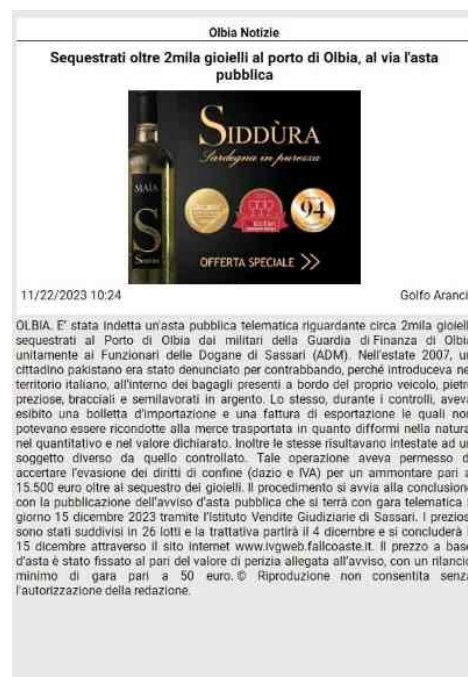 Olbia Notizie
Sequestrati oltre 2mila gioielli al porto di Olbia, al via l'asta
pubblica
SIDDÙRA
Sardegna in purezza
MAÌA
S
94
OFFERTA SPECIALE >>
11/22/2023 10:24 Golfo Aranci
OLBIA. E' stata indetta un'asta pubblica telematica riguardante circa 2mila gioielli
sequestrati al Porto di Olbia dai militari della Guardia di Finanza di Olbia
unitamente ai Funzionari delle Dogane di Sassari (ADM). Nell'estate 2007, un
cittadino pakistano era stato denunciato per contrabbando, perché introduceva nel
territorio italiano, all'interno dei bagagli presenti a bordo del proprio veicolo, pietre
preziose, bracciali e semilavorati in argento. Lo stesso, durante i controlli, aveva
esibito una bolletta d'importazione e una fattura di esportazione le quali non
potevano essere ricondotte alla merce trasportata in quanto difformi nella natura,
nel quantitativo e nel valore dichiarato. Inoltre le stesse risultavano intestate ad un
soggetto diverso da quello controllato. Tale operazione aveva permesso di
accertare l'evasione dei diritti di confine (dazio e IVA) per un ammontare pari a
15.500 euro oltre al sequestro dei gioielli. Il procedimento si avvia alla conclusione
con la pubblicazione dell'avviso d'asta pubblica che si terrà con gara telematica il
giorno 15 dicembre 2023 tramite l'Istituto Vendite Giudiziarie di Sassari. I preziosi
sono stati suddivisi in 26 lotti e la trattativa partirà il 4 dicembre e si concluderà il
15 dicembre attraverso il sito internet www.ivgweb.fallcoaste.it. Il prezzo a base
d'asta è stato fissato al pari del valore di perizia allegata all'avviso, con un rilancio
minimo di gara pari a 50 euro.© Riproduzione non consentita senza
l'autorizzazione della redazione.